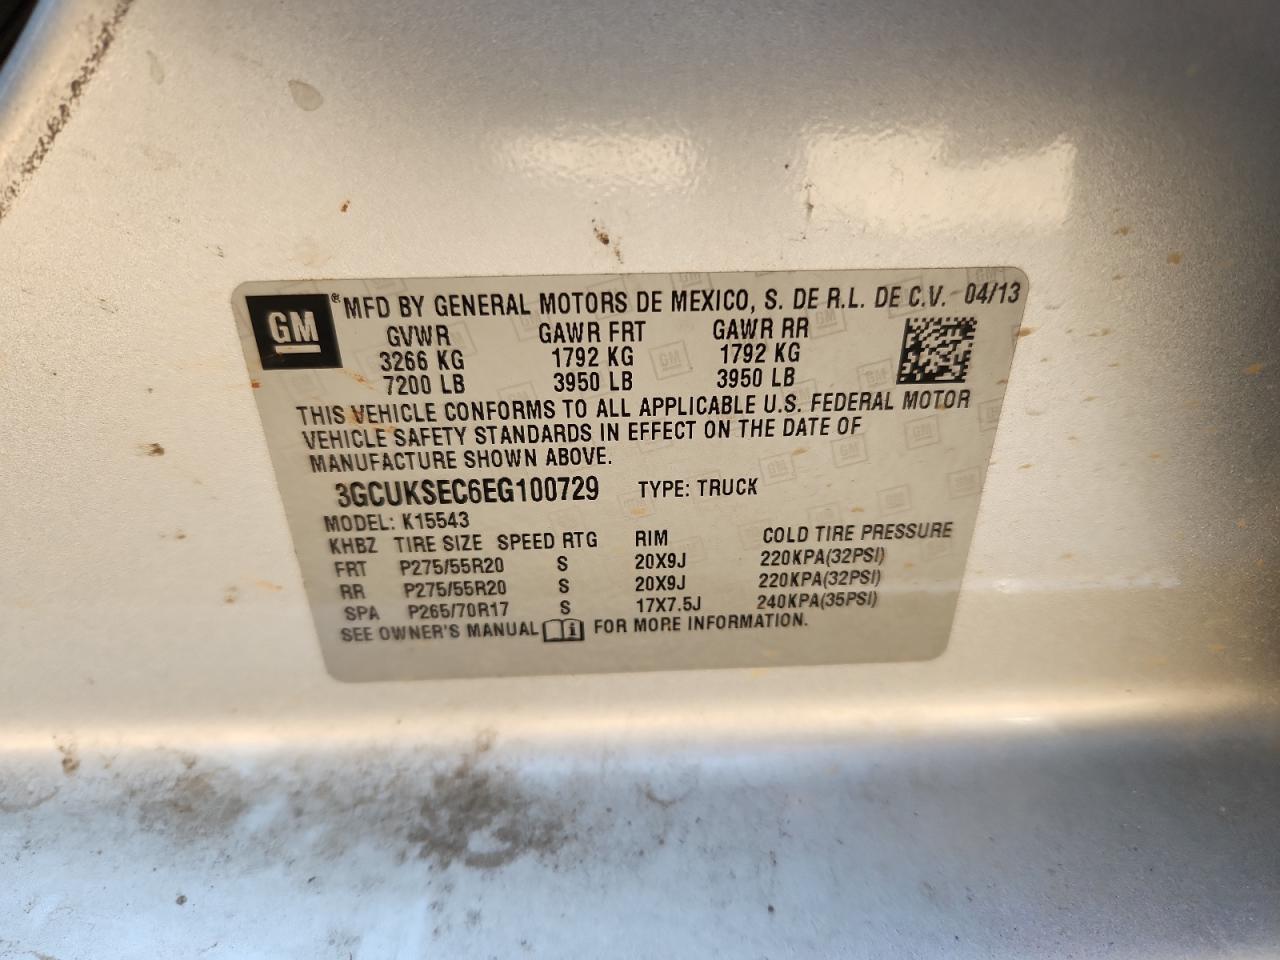 GM ® MFD BY GENERAL MOTORS DE MEXICO, S. DE R.L. DE C.V. 04/13
GVWR GAWR FRT GAWR RR
3266 KG 1792 KG 1792 KG
7200 LB 3950 LB 3950 LB
THIS VEHICLE CONFORMS TO ALL APPLICABLE U.S. FEDERAL MOTOR
VEHICLE SAFETY STANDARDS IN EFFECT ON THE DATE OF
MANUFACTURE SHOWN ABOVE.
3GCUKSEC6EG100729 TYPE: TRUCK
MODEL: K15543
KHBZ TIRE SIZE SPEED RTG RIM COLD TIRE PRESSURE
FRT P275/55R20 S 20X9J 220KPA(32PSI)
RR P275/55R20 S 20X9J 220KPA(32PSI)
SPA P265/70R17 S 17X7.5J 240KPA(35PSI)
SEE OWNER'S MANUAL FOR MORE INFORMATION.